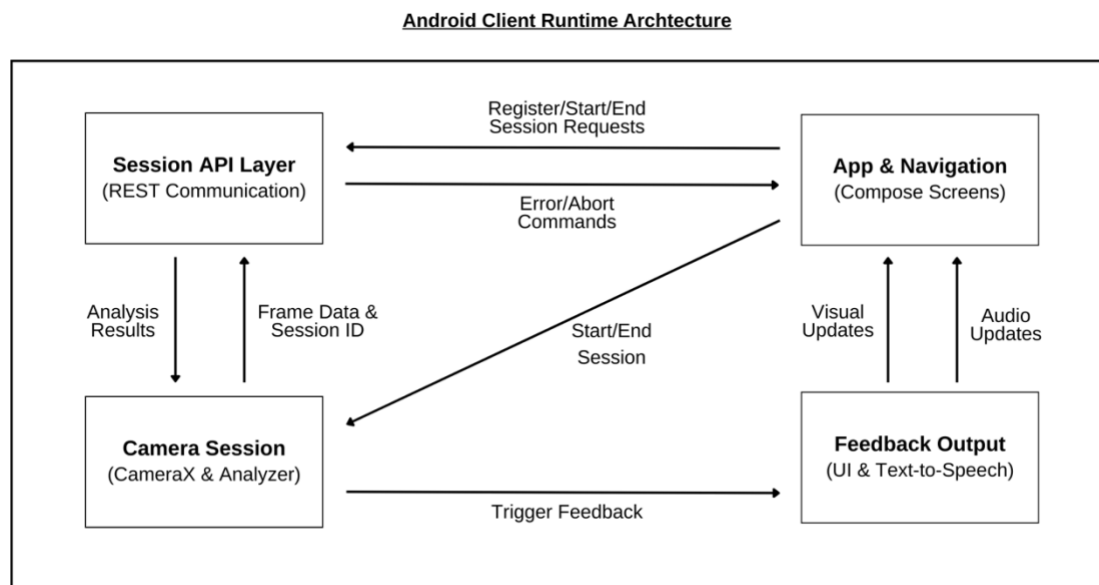 Android Client Runtime Archtecture
Register/Start/End
Session Requests
Session API Layer
(REST Communication)
App & Navigation
(Compose Screens)
Error/Abort
Commands
Analysis
Results
Frame Data &
Session ID
Start/End
Session
Visual
Updates
Audio
Updates
Camera Session
(CameraX & Analyzer)
Feedback Output
(UI & Text-to-Speech)
Trigger Feedback